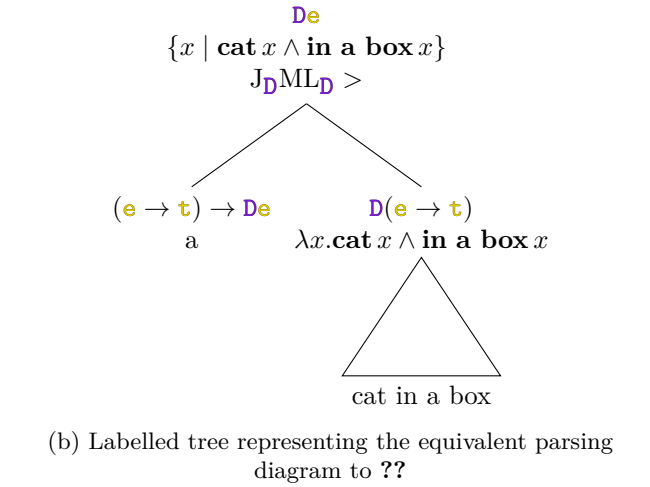 De
{x | cat x ∧ in a box x}
J_D ML_D >
(e → t) → De
D(e → t)
a
λx.cat x ∧ in a box x
cat in a box
(b) Labelled tree representing the equivalent parsing
diagram to ??